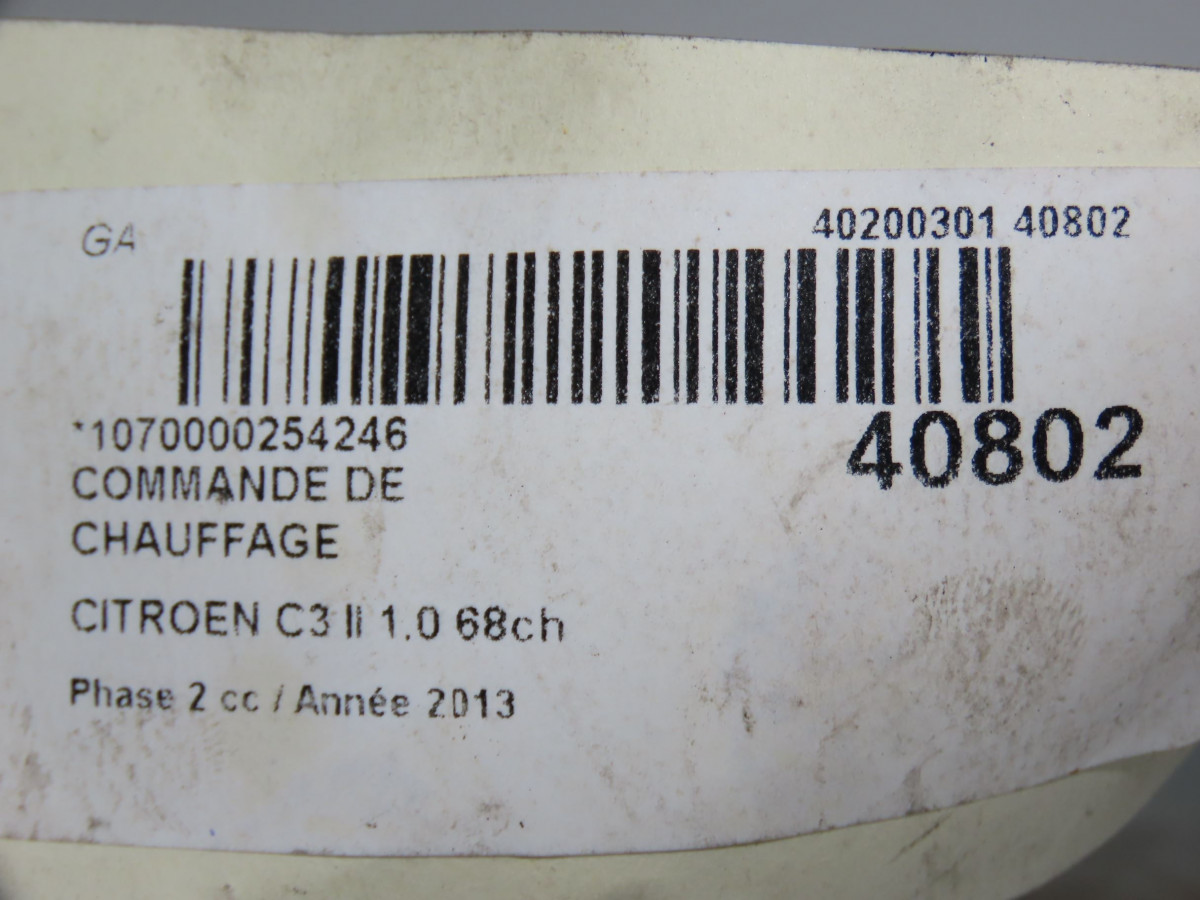 GA
40200301 40802
*1070000254246
40802
COMMANDE DE
CHAUFFAGE
CITROEN C3 II 1.0 68ch
Phase 2 cc / Année 2013